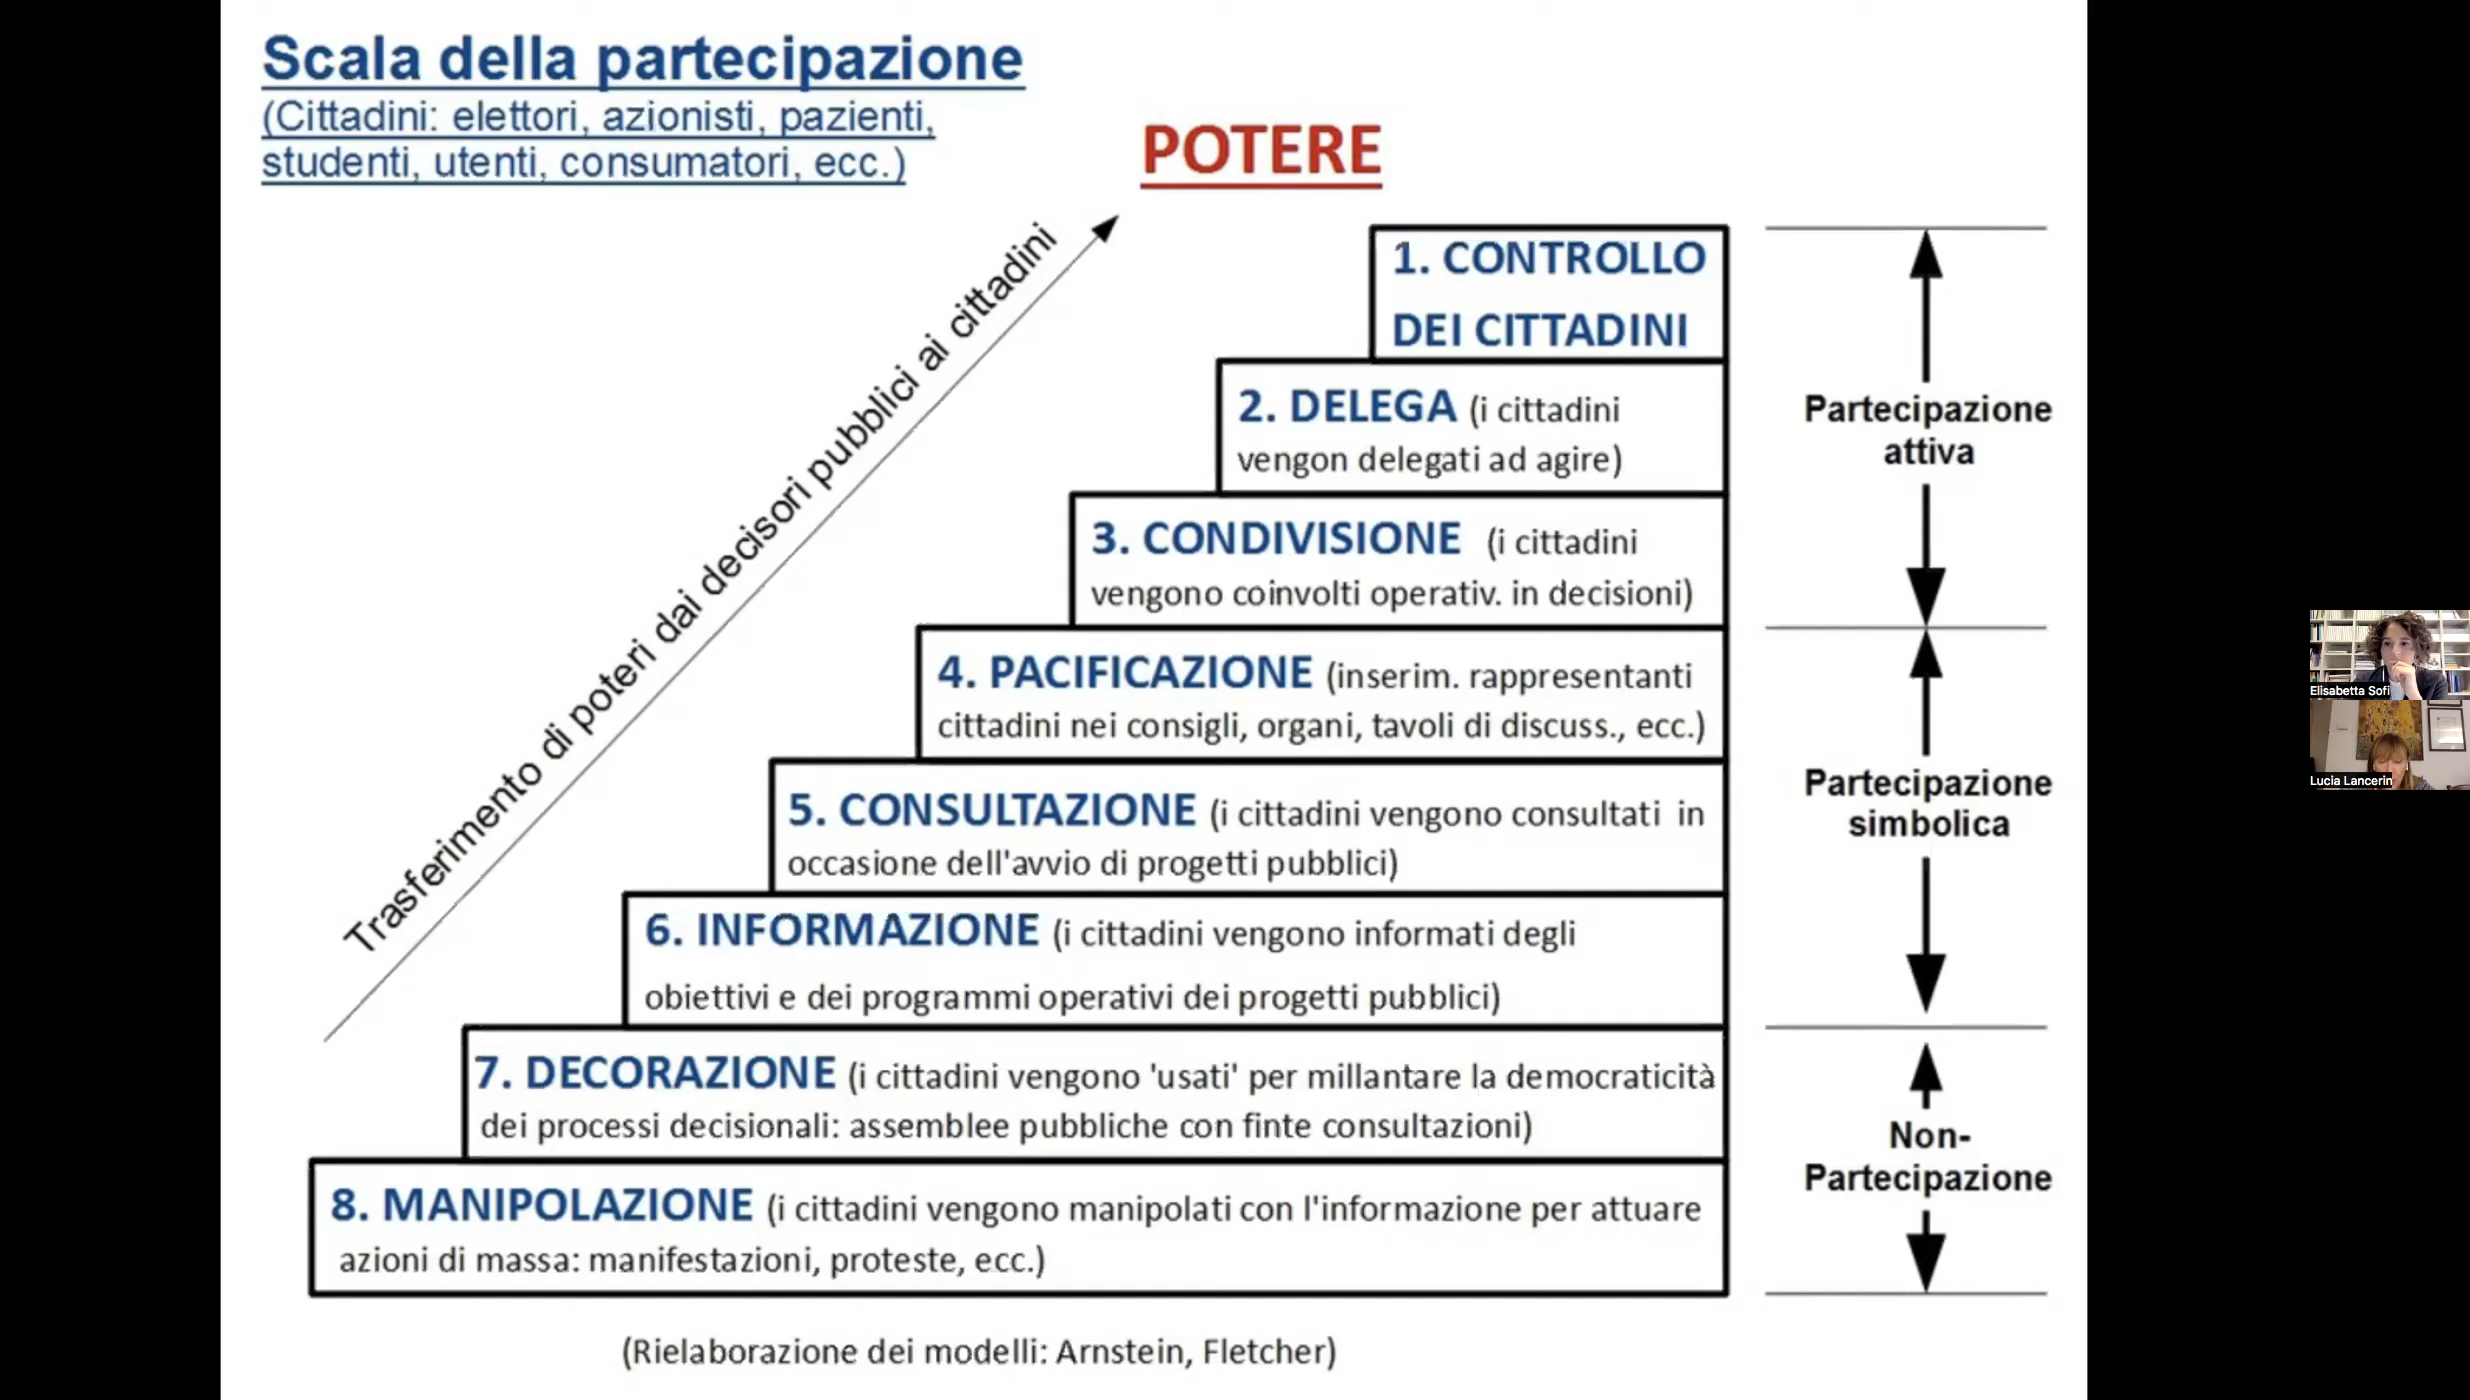 Scala della partecipazione
(Cittadini: elettori, azionisti, pazienti,
studenti, utenti, consumatori, ecc.)
POTERE
Trasferimento di poteri dai decisori pubblici ai cittadini
1. CONTROLLO
DEI CITTADINI
2. DELEGA (i cittadini
vengon delegati ad agire)
3. CONDIVISIONE (i cittadini
vengono coinvolti operativ. in decisioni)
4. PACIFICAZIONE (inserim. rappresentanti
cittadini nei consigli, organi, tavoli di discuss., ecc.)
5. CONSULTAZIONE (i cittadini vengono consultati in
occasione dell'avvio di progetti pubblici)
6. INFORMAZIONE (i cittadini vengono informati degli
obiettivi e dei programmi operativi dei progetti pubblici)
7. DECORAZIONE (i cittadini vengono 'usati' per millantare la democraticità
dei processi decisionali: assemblee pubbliche con finte consultazioni)
8. MANIPOLAZIONE (i cittadini vengono manipolati con l'informazione per attuare
azioni di massa: manifestazioni, proteste, ecc.)
Partecipazione
attiva
Partecipazione
simbolica
Non-
Partecipazione
(Rielaborazione dei modelli: Arnstein, Fletcher)
Elisabetta Sofi
Lucia Lancerin